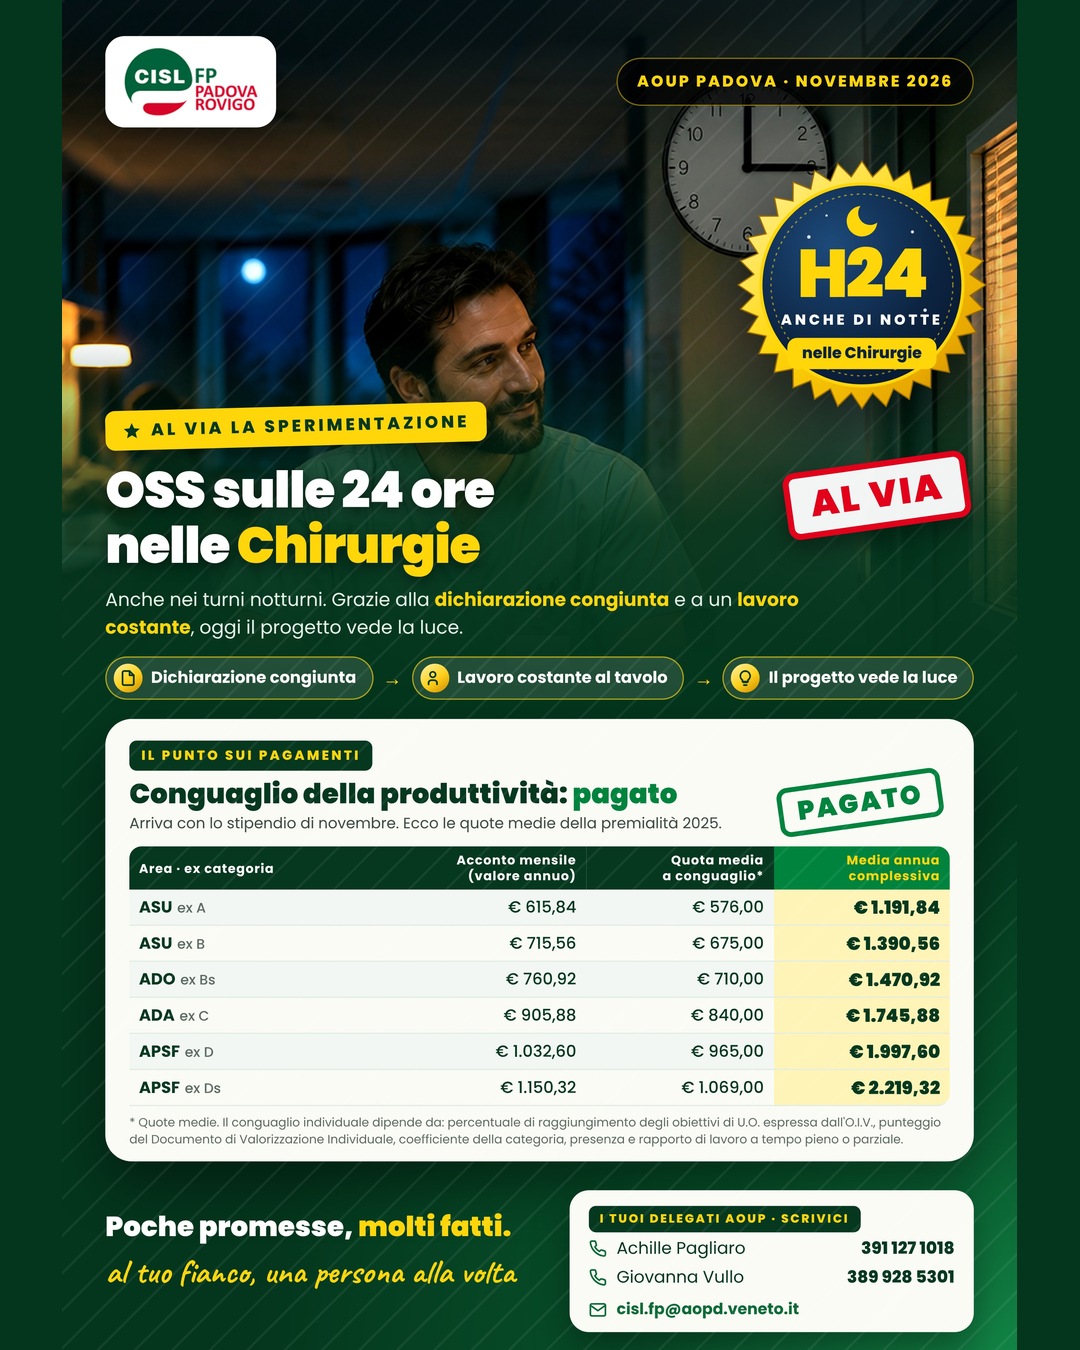 CISL FP
PADOVA
ROVIGO
AOUP PADOVA · NOVEMBRE 2026
10
11
12
1
2
3
9
8
7
6
H24
ANCHE DI NOTTE
nelle Chirurgie
★ AL VIA LA SPERIMENTAZIONE
OSS sulle 24 ore
nelle Chirurgie
AL VIA
Anche nei turni notturni. Grazie alla dichiarazione congiunta e a un lavoro
costante, oggi il progetto vede la luce.
Dichiarazione congiunta → Lavoro costante al tavolo → Il progetto vede la luce
IL PUNTO SUI PAGAMENTI
Conguaglio della produttività: pagato
Arriva con lo stipendio di novembre. Ecco le quote medie della premialità 2025.
PAGATO
Area · ex categoria Acconto mensile (valore annuo) Quota media a conguaglio* Media annua complessiva
ASU ex A € 615,84 € 576,00 € 1.191,84
ASU ex B € 715,56 € 675,00 € 1.390,56
ADO ex Bs € 760,92 € 710,00 € 1.470,92
ADA ex C € 905,88 € 840,00 € 1.745,88
APSF ex D € 1.032,60 € 965,00 € 1.997,60
APSF ex Ds € 1.150,32 € 1.069,00 € 2.219,32
* Quote medie. Il conguaglio individuale dipende da: percentuale di raggiungimento degli obiettivi di U.O. espressa dall'O.I.V., punteggio
del Documento di Valorizzazione Individuale, coefficiente della categoria, presenza e rapporto di lavoro a tempo pieno o parziale.
Poche promesse, molti fatti.
al tuo fianco, una persona alla volta
I TUOI DELEGATI AOUP · SCRIVICI
Achille Pagliaro 391 127 1018
Giovanna Vullo 389 928 5301
cisl.fp@aopd.veneto.it